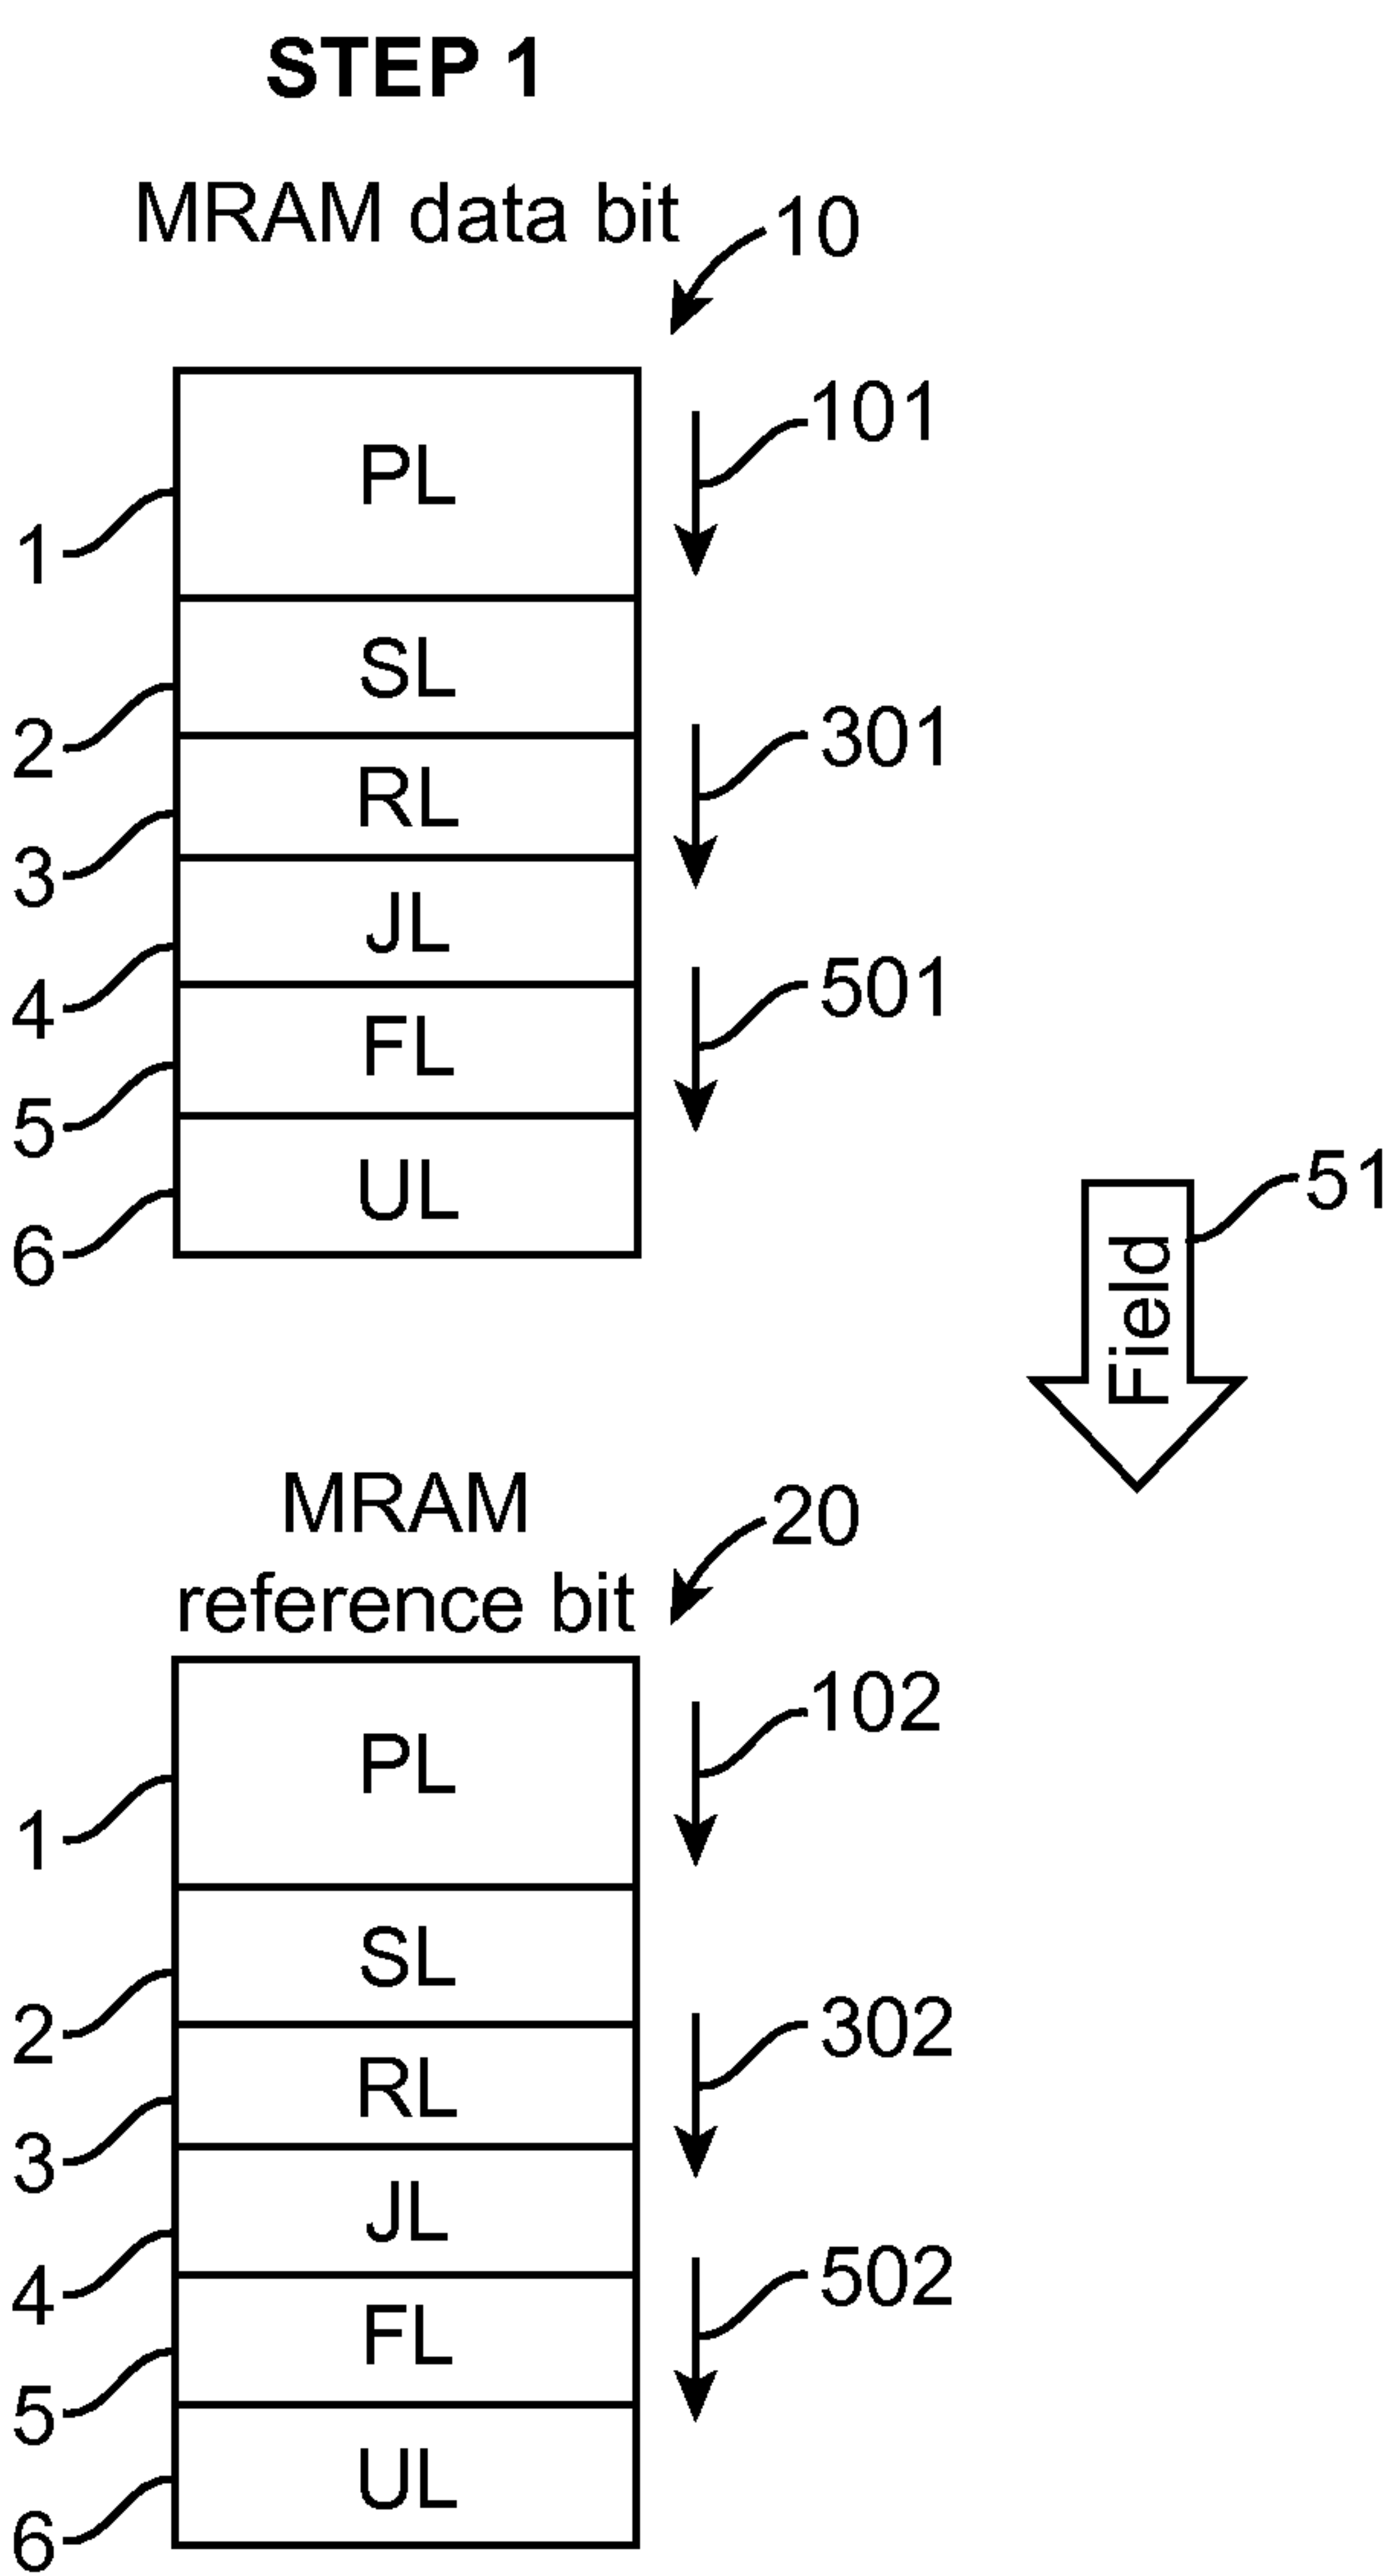 STEP 1
MRAM data bit
10
PL
101
1
SL
2
301
RL
3
JL
4
501
FL
5
UL
6
51
Field
MRAM
reference bit
20
PL
102
1
SL
2
302
RL
3
JL
4
502
FL
5
UL
6